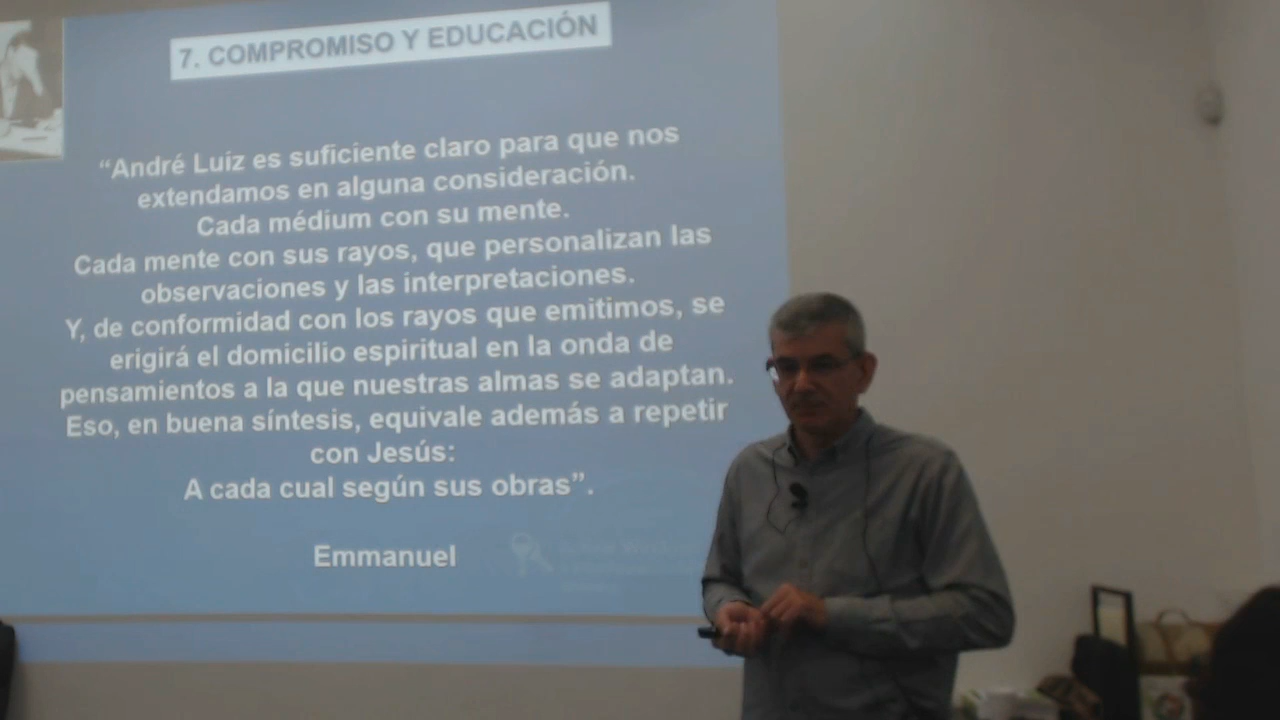 7. COMPROMISO Y EDUCACIÓN
“André Luiz es suficiente claro para que nos
extendamos en alguna consideración.
Cada médium con su mente.
Cada mente con sus rayos, que personalizan las
observaciones y las interpretaciones.
Y, de conformidad con los rayos que emitimos, se
erigirá el domicilio espiritual en la onda de
pensamientos a la que nuestras almas se adaptan.
Eso, en buena síntesis, equivale además a repetir
con Jesús:
A cada cual según sus obras”.
Emmanuel